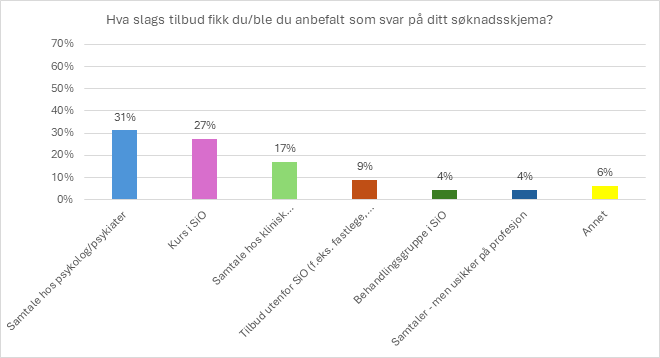 Hva slags tilbud fikk du/ble du anbefalt som svar på ditt søknadsskjema?
70%
60%
50%
40%
30%
20%
10%
0%
31%
27%
17%
9%
4%
4%
6%
Samtale hos psykolog/psykiater
Kurs i SiO
Samtale hos klinisk...
Tilbud utenfor SiO (f.eks. fastlege,...
Behandlingsgruppe i SiO
Samtaler - men usikker på profesjon
Annet